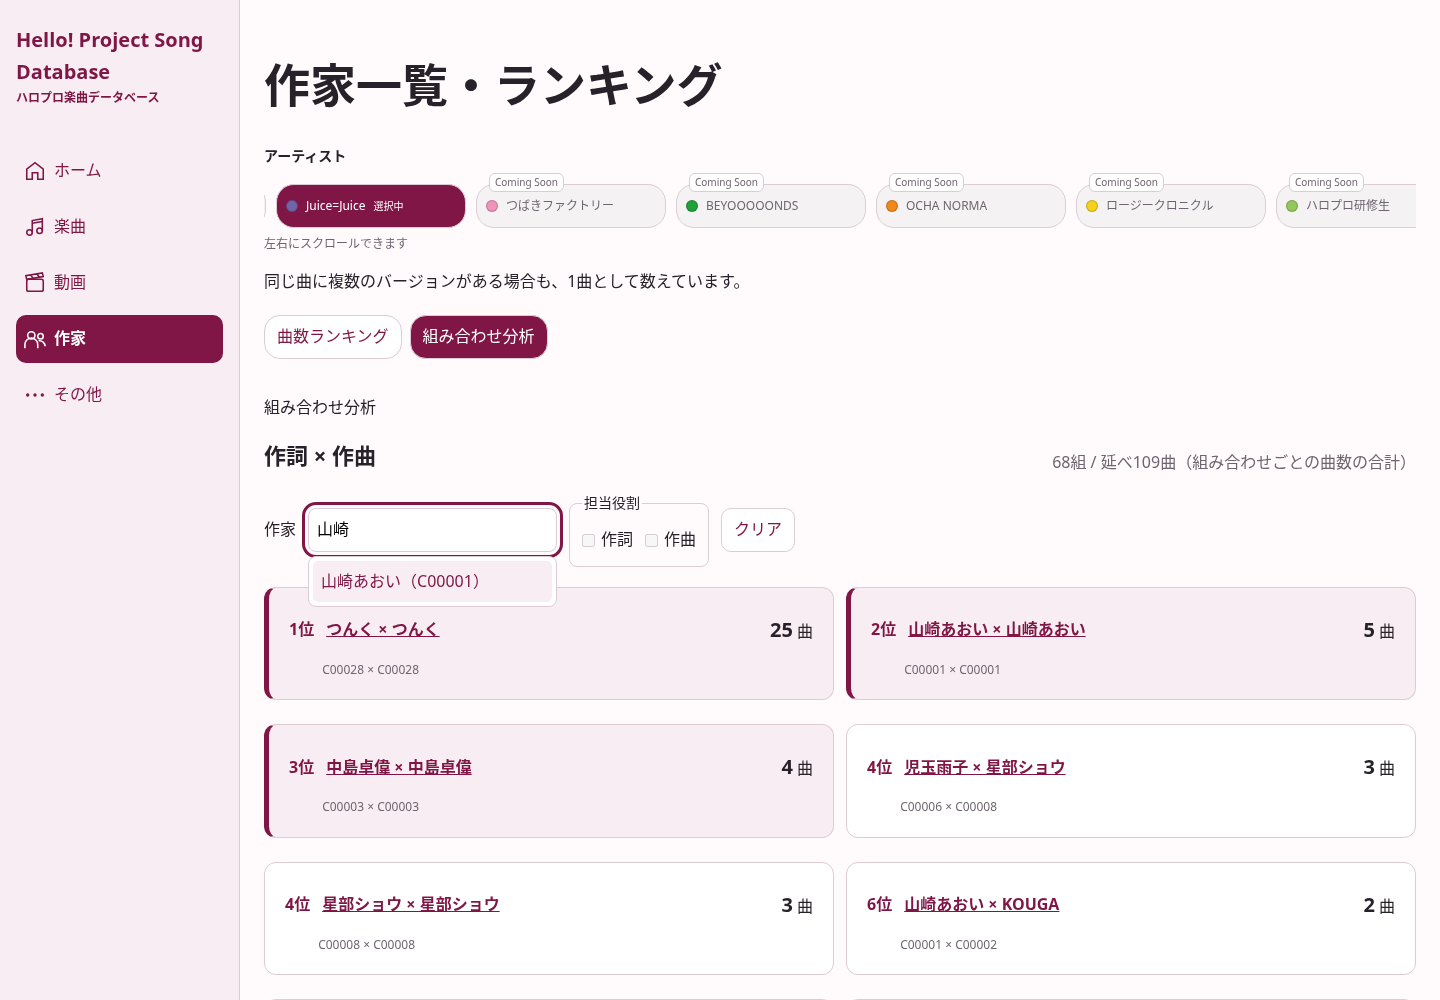 Hello! Project Song
Database
ハロプロ楽曲データベース
ホーム
楽曲
動画
作家
その他
作家一覧・ランキング
アーティスト
Juice=Juice 選択中
Coming Soon
つばきファクトリー
Coming Soon
BEYOOOOONDS
Coming Soon
OCHA NORMA
Coming Soon
ロージークロニクル
Coming Soon
ハロプロ研修生
左右にスクロールできます
同じ曲に複数のバージョンがある場合も、1曲として数えています。
曲数ランキング
組み合わせ分析
組み合わせ分析
作詞 × 作曲
68組 / 延べ109曲（組み合わせごとの曲数の合計）
作家
山崎
担当役割
作詞
作曲
クリア
山崎あおい（C00001）
1位 つんく × つんく
25 曲
C00028 × C00028
2位 山崎あおい × 山崎あおい
5 曲
C00001 × C00001
3位 中島卓偉 × 中島卓偉
4 曲
C00003 × C00003
4位 児玉雨子 × 星部ショウ
3 曲
C00006 × C00008
4位 星部ショウ × 星部ショウ
3 曲
C00008 × C00008
6位 山崎あおい × KOUGA
2 曲
C00001 × C00002